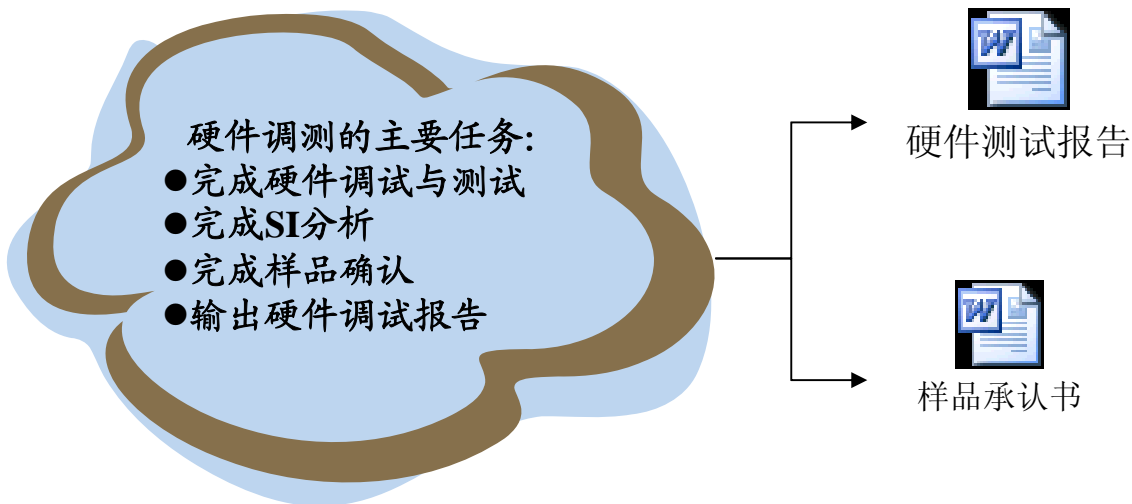 硬件调测的主要任务:
●完成硬件调试与测试
●完成SI分析
●完成样品确认
●输出硬件调试报告
硬件测试报告
样品承认书